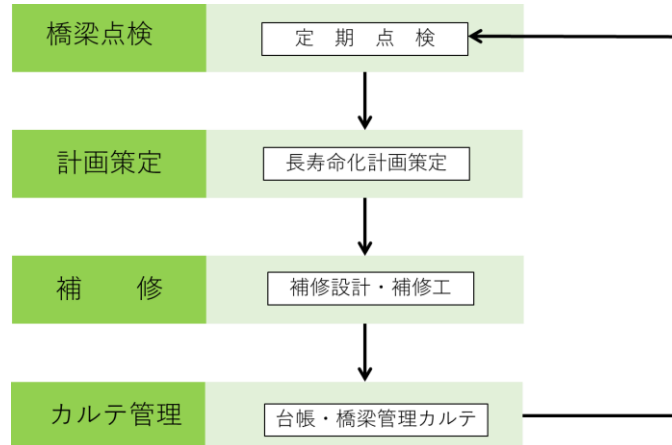 橋梁点検
定　期　点　検
計画策定
長寿命化計画策定
補　　修
補修設計・補修工
カルテ管理
台帳・橋梁管理カルテ